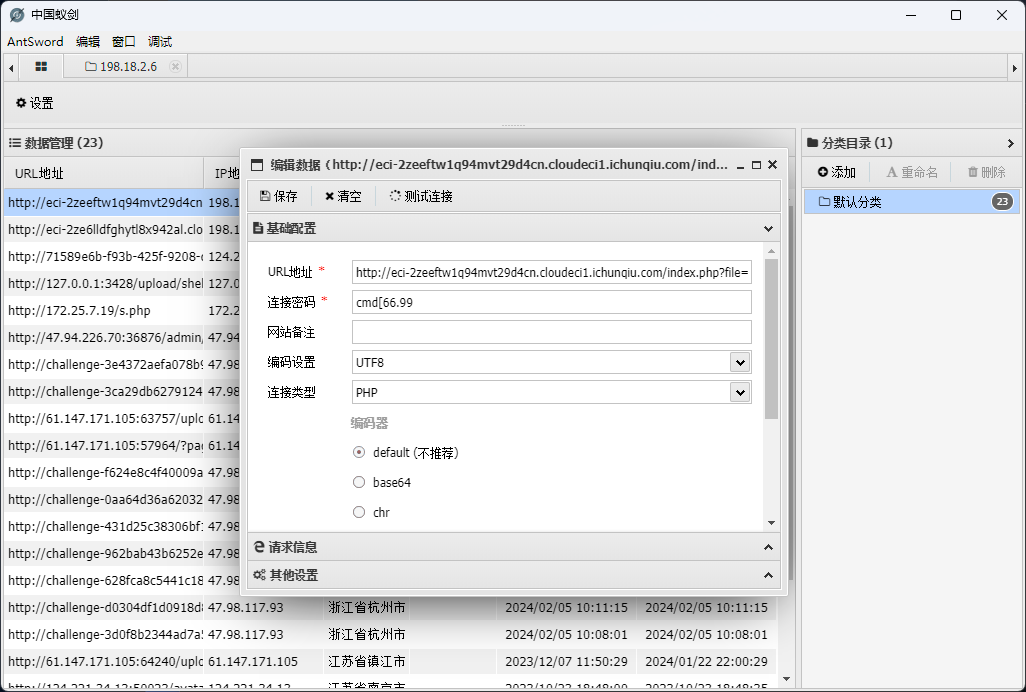 中国蚁剑
AntSword 编辑 窗口 调试
198.18.2.6
设置
数据管理 (23)
分类目录 (1)
URL地址 IP地
添加 重命名 删除
默认分类 23
http://eci-2zeeftw1q94mvt29d4cn 198.1
http://eci-2ze6lldfghytl8x942al.clo 198.1
http://71589e6b-f93b-425f-9208- 124.2
http://127.0.0.1:3428/upload/shel 127.0
http://172.25.7.19/s.php 172.2
http://47.94.226.70:36876/admin/ 47.94
http://challenge-3e4372aefa078b9 47.98
http://challenge-3ca29db6279124 47.98
http://61.147.171.105:63757/uplo 61.14
http://61.147.171.105:57964/?pag 61.14
http://challenge-f624e8c4f40009a 47.98
http://challenge-0aa64d36a62032 47.98
http://challenge-431d25c38306bf 47.98
http://challenge-962bab43b6252e 47.98
http://challenge-628fca8c5441c18 47.98
http://challenge-d0304df1d0918d8 47.98.117.93 浙江省杭州市 2024/02/05 10:11:15 2024/02/05 10:11:15
http://challenge-3d0f8b2344ad7a 47.98.117.93 浙江省杭州市 2024/02/05 10:08:01 2024/02/05 10:08:01
http://61.147.171.105:64240/uplo 61.147.171.105 江苏省镇江市 2023/12/07 11:50:29 2024/01/22 22:00:29
编辑数据 (http://eci-2zeeftw1q94mvt29d4cn.cloudeci1.ichunqiu.com/ind...
保存 清空 测试连接
基础配置
URL地址 * http://eci-2zeeftw1q94mvt29d4cn.cloudeci1.ichunqiu.com/index.php?file=
连接密码 * cmd[66.99
网站备注
编码设置 UTF8
连接类型 PHP
编码器
default (不推荐)
base64
chr
请求信息
其他设置